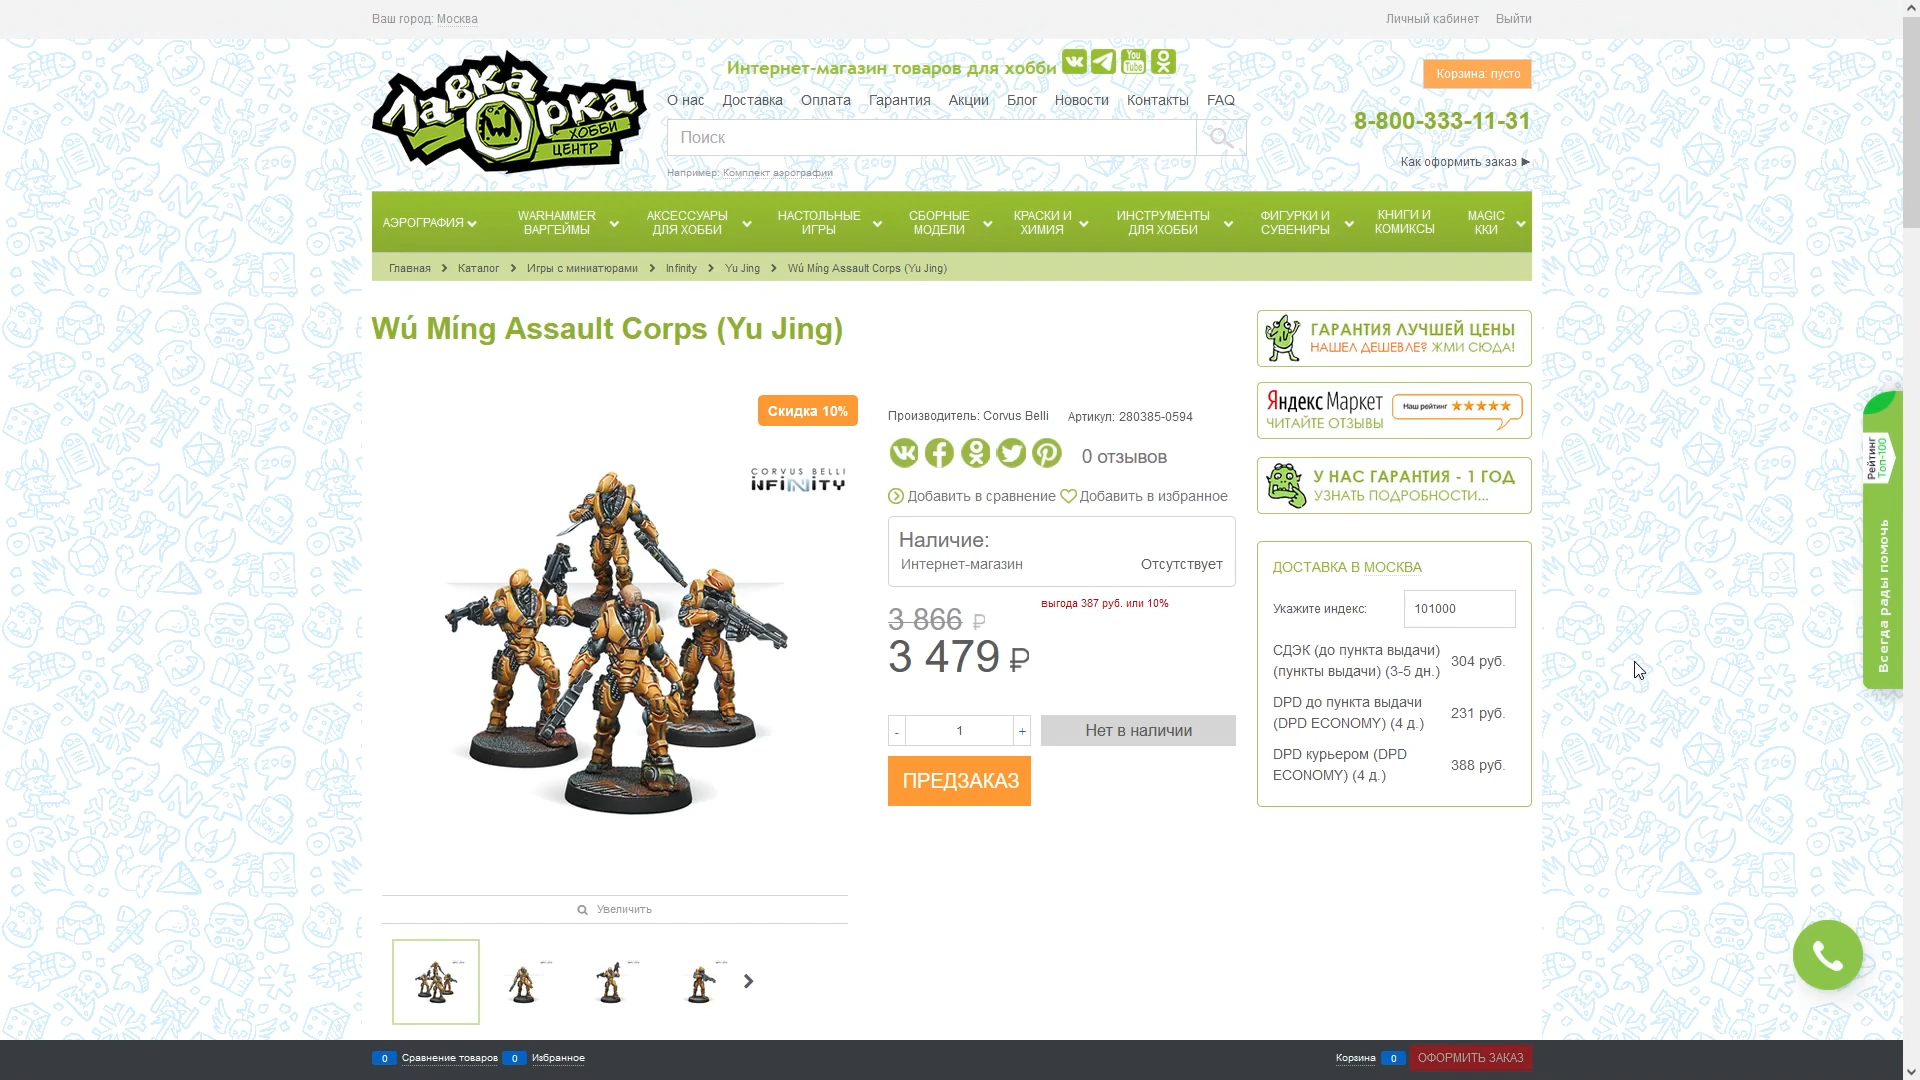 Ваш город: Москва
Личный кабинет Выйти
Лавка Орка
ХОББИ
ЦЕНТР
Интернет-магазин товаров для хобби
You Tube
Корзина: пусто
О нас Доставка Оплата Гарантия Акции Блог Новости Контакты FAQ
8-800-333-11-31
Поиск
Как оформить заказ ►
Например: Комплект аэрографии
АЭРОГРАФИЯ
WARHAMMER
ВАРГЕЙМЫ
АКСЕССУАРЫ
ДЛЯ ХОББИ
НАСТОЛЬНЫЕ
ИГРЫ
СБОРНЫЕ
МОДЕЛИ
КРАСКИ И
ХИМИЯ
ИНСТРУМЕНТЫ
ДЛЯ ХОББИ
ФИГУРКИ И
СУВЕНИРЫ
КНИГИ И
КОМИКСЫ
MAGIC
ККИ
Главная > Каталог > Игры с миниатюрами > Infinity > Yu Jing > Wú Míng Assault Corps (Yu Jing)
Wú Míng Assault Corps (Yu Jing)
Скидка 10%
CORVUS BELLI
INFINITY
Увеличить
Производитель: Corvus Belli Артикул: 280385-0594
0 отзывов
Добавить в сравнение Добавить в избранное
Наличие:
Интернет-магазин Отсутствует
выгода 387 руб. или 10%
3 866 ₽
3 479 ₽
- 1 +
Нет в наличии
ПРЕДЗАКАЗ
ГАРАНТИЯ ЛУЧШЕЙ ЦЕНЫ
НАШЕЛ ДЕШЕВЛЕ? ЖМИ СЮДА!
Яндекс Маркет
ЧИТАЙТЕ ОТЗЫВЫ
Наш рейтинг ★★★★★
У НАС ГАРАНТИЯ - 1 ГОД
УЗНАТЬ ПОДРОБНОСТИ...
ДОСТАВКА В МОСКВА
Укажите индекс: 101000
СДЭК (до пункта выдачи)
(пункты выдачи) (3-5 дн.) 304 руб.
DPD до пункта выдачи
(DPD ECONOMY) (4 д.) 231 руб.
DPD курьером (DPD
ECONOMY) (4 д.) 388 руб.
Рейтинг
Топ-100
Всегда рады помочь
0 Сравнение товаров 0 Избранное
Корзина 0 ОФОРМИТЬ ЗАКАЗ